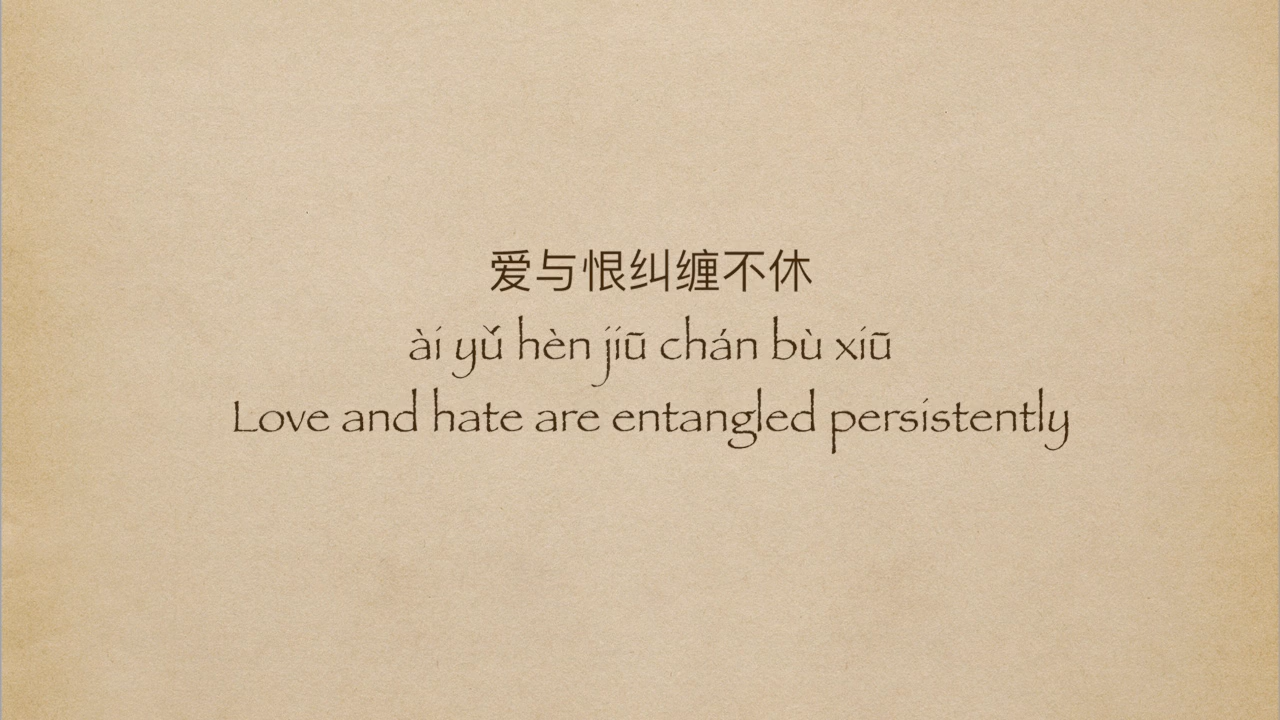 爱与恨纠缠不休
ài yǔ hèn jiū chán bù xiū
Love and hate are entangled persistently